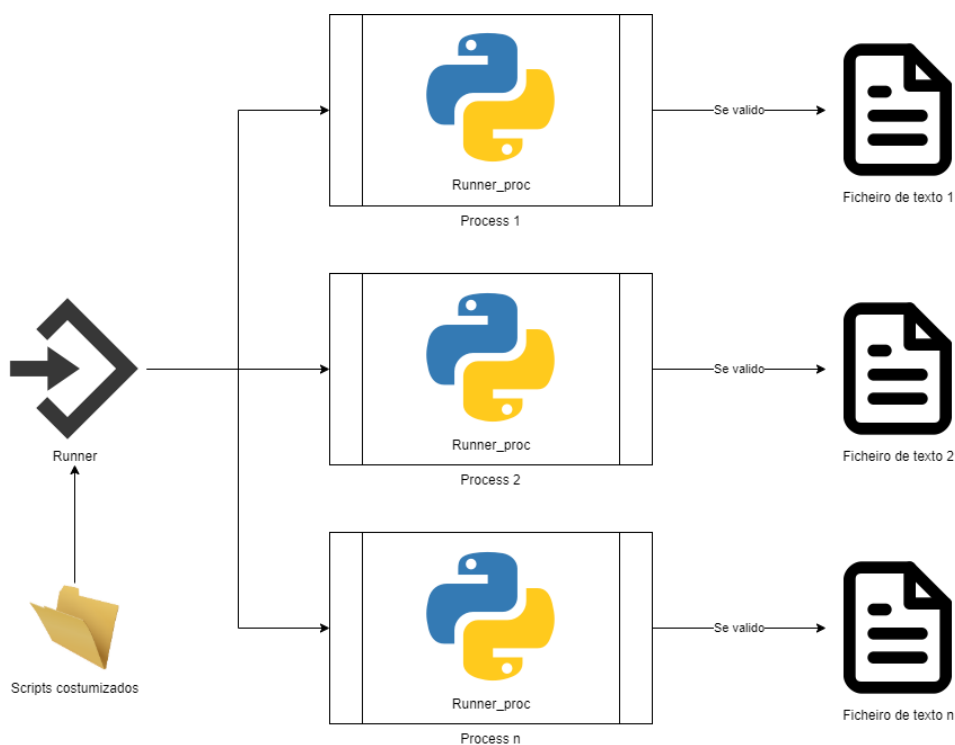 Se valido
Runner_proc
Ficheiro de texto 1
Process 1
Se valido
Runner_proc
Runner
Ficheiro de texto 2
Process 2
Se valido
Scripts costumizados
Runner_proc
Ficheiro de texto n
Process n